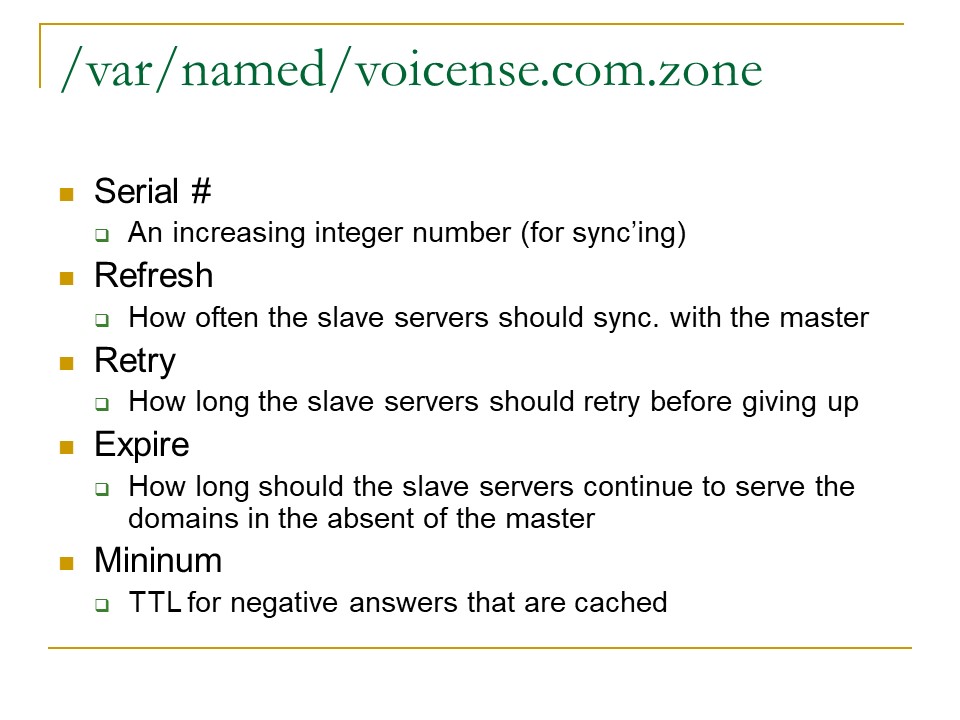 /var/named/voicense.com.zone
Serial #
An increasing integer number (for sync’ing)
Refresh
How often the slave servers should sync. with the master
Retry
How long the slave servers should retry before giving up
Expire
How long should the slave servers continue to serve the
domains in the absent of the master
Mininum
TTL for negative answers that are cached